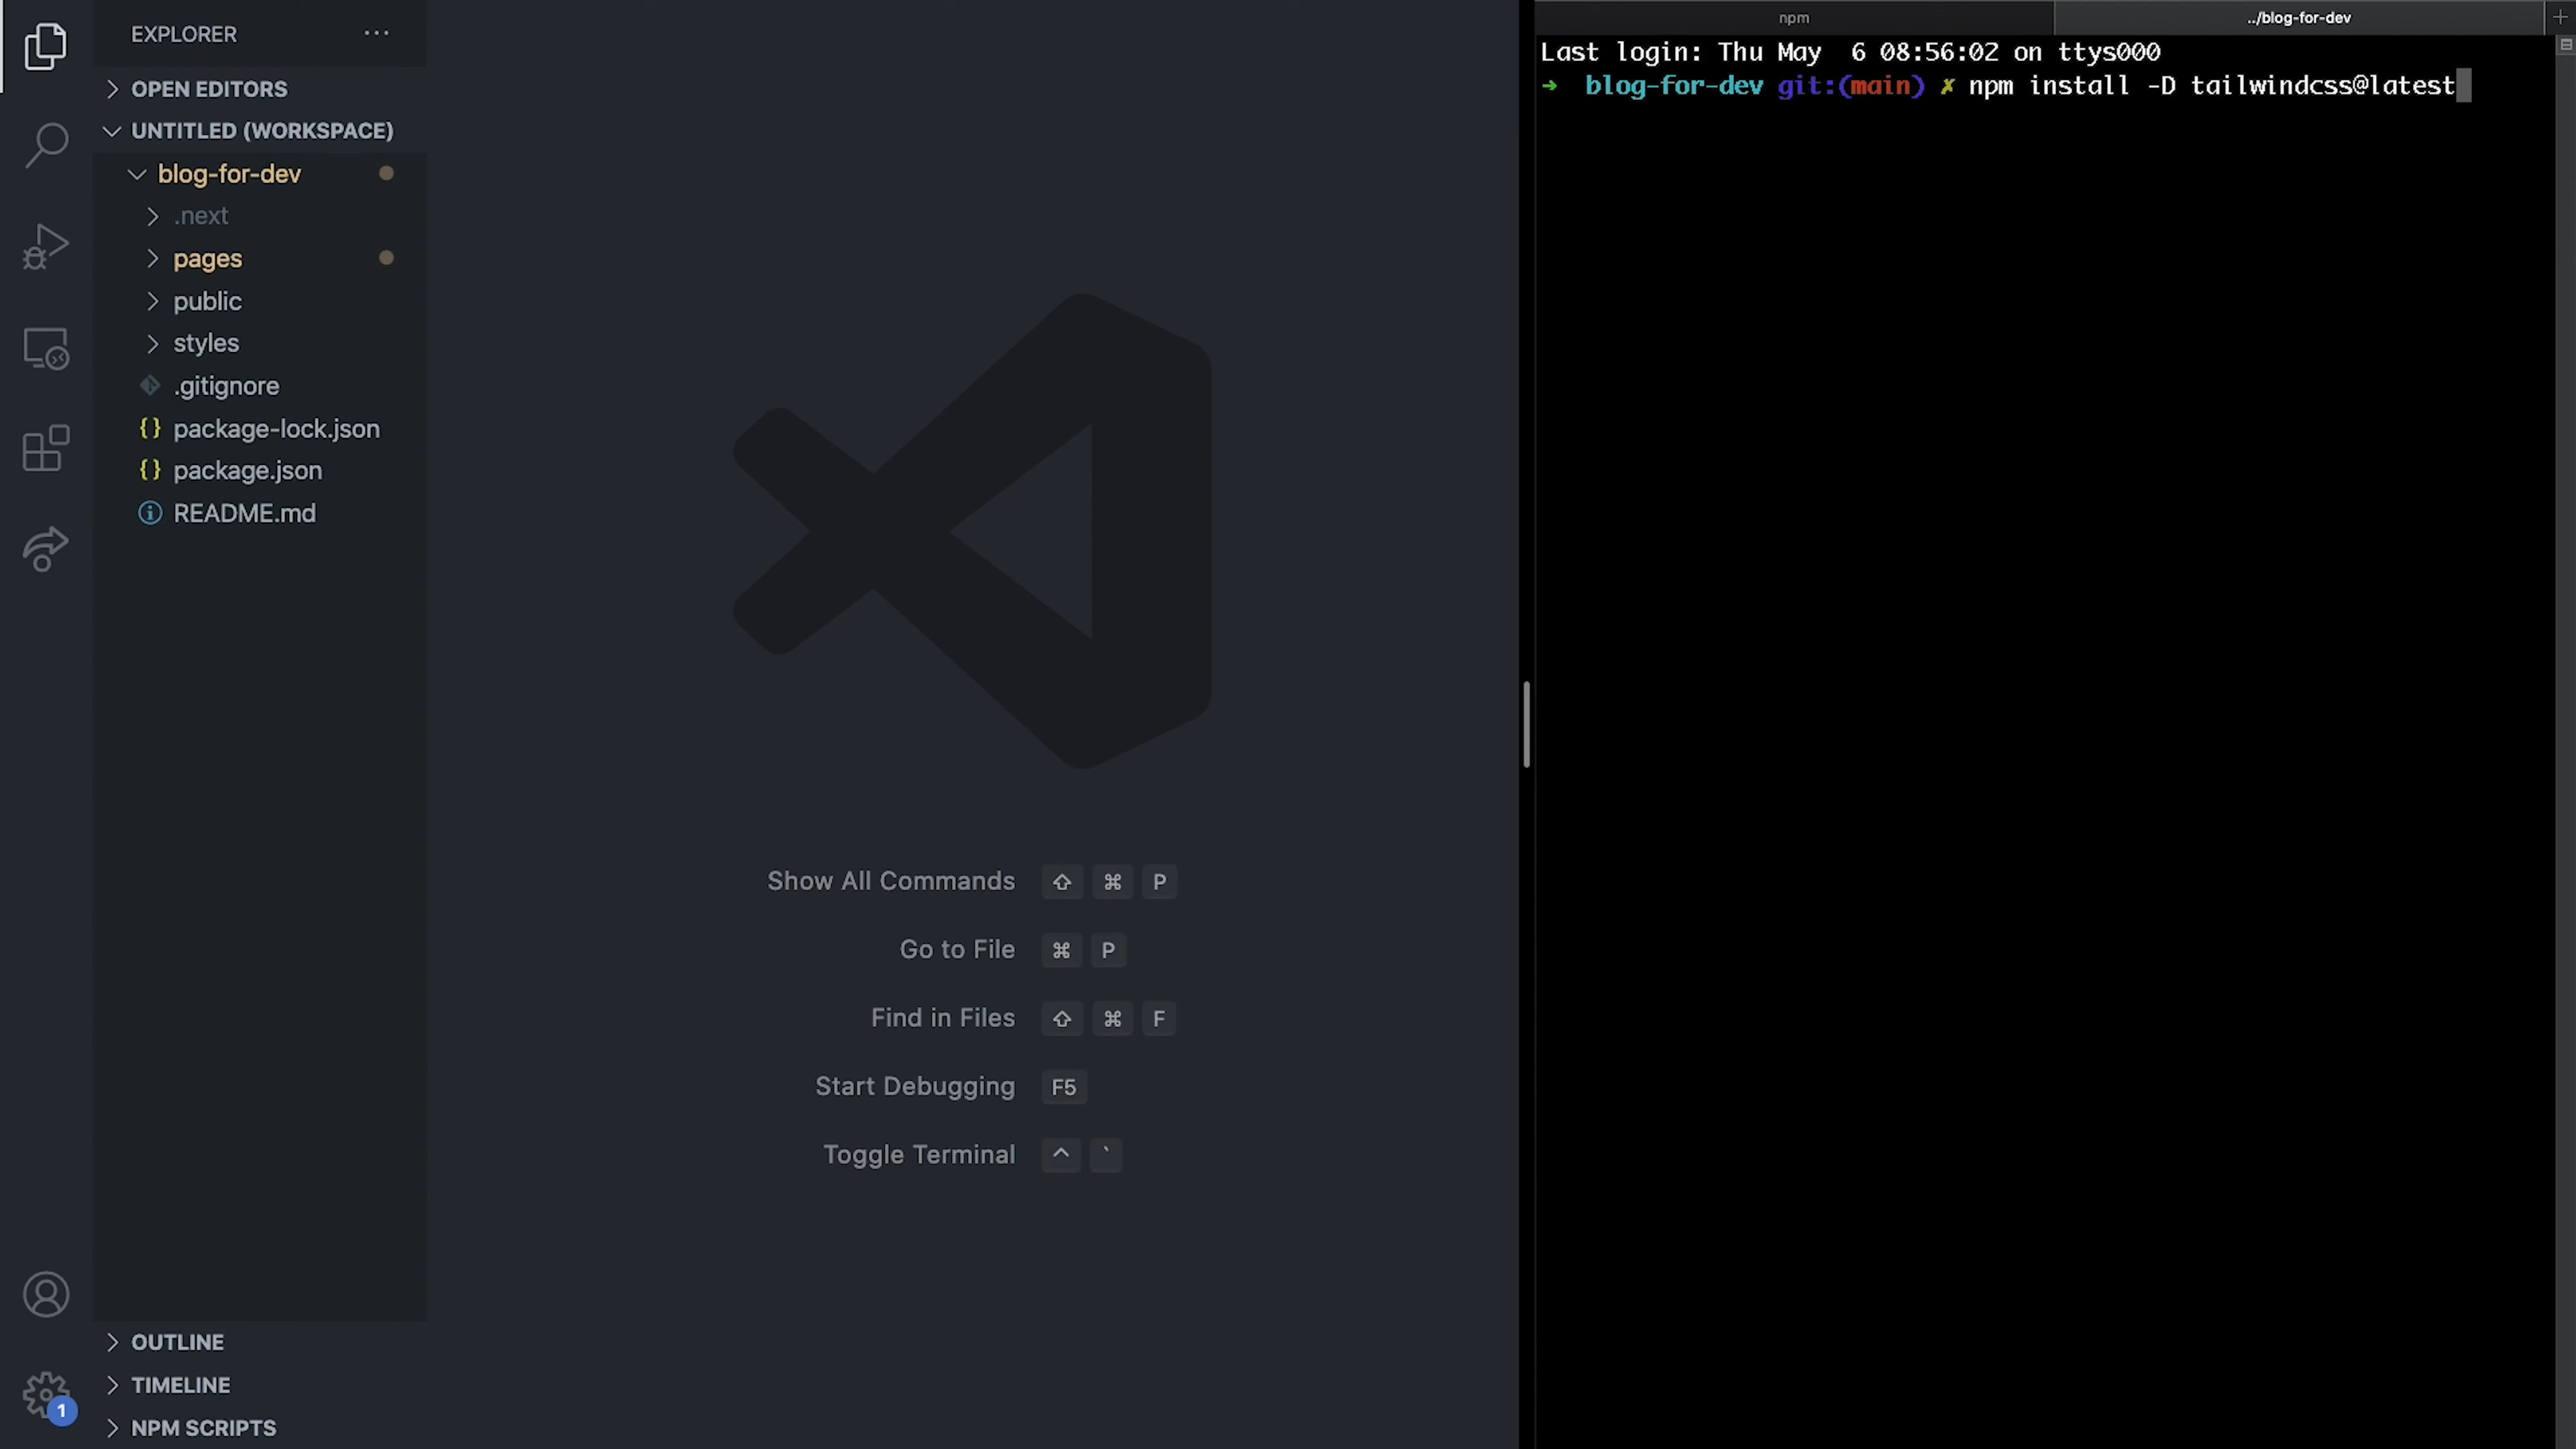 EXPLORER
OPEN EDITORS
UNTITLED (WORKSPACE)
blog-for-dev
.next
pages
public
styles
.gitignore
{} package-lock.json
{} package.json
README.md
OUTLINE
TIMELINE
1
NPM SCRIPTS
Show All Commands ⇧ ⌘ P
Go to File ⌘ P
Find in Files ⇧ ⌘ F
Start Debugging F5
Toggle Terminal ^ `
npm
../blog-for-dev
Last login: Thu May  6 08:56:02 on ttys000
➜  blog-for-dev git:(main) ✗ npm install -D tailwindcss@latest